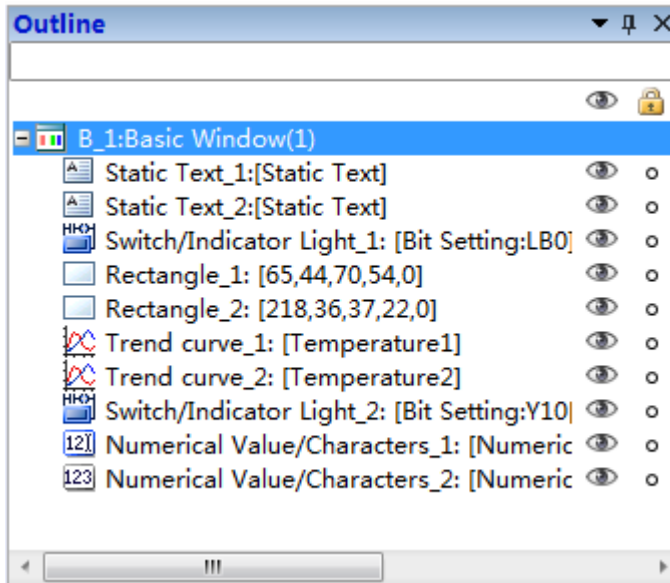 Outline
B_1:Basic Window(1)
Static Text_1:[Static Text]
Static Text_2:[Static Text]
Switch/Indicator Light_1: [Bit Setting:LB0]
Rectangle_1: [65,44,70,54,0]
Rectangle_2: [218,36,37,22,0]
Trend curve_1: [Temperature1]
Trend curve_2: [Temperature2]
Switch/Indicator Light_2: [Bit Setting:Y10
Numerical Value/Characters_1: [Numeric
Numerical Value/Characters_2: [Numeric